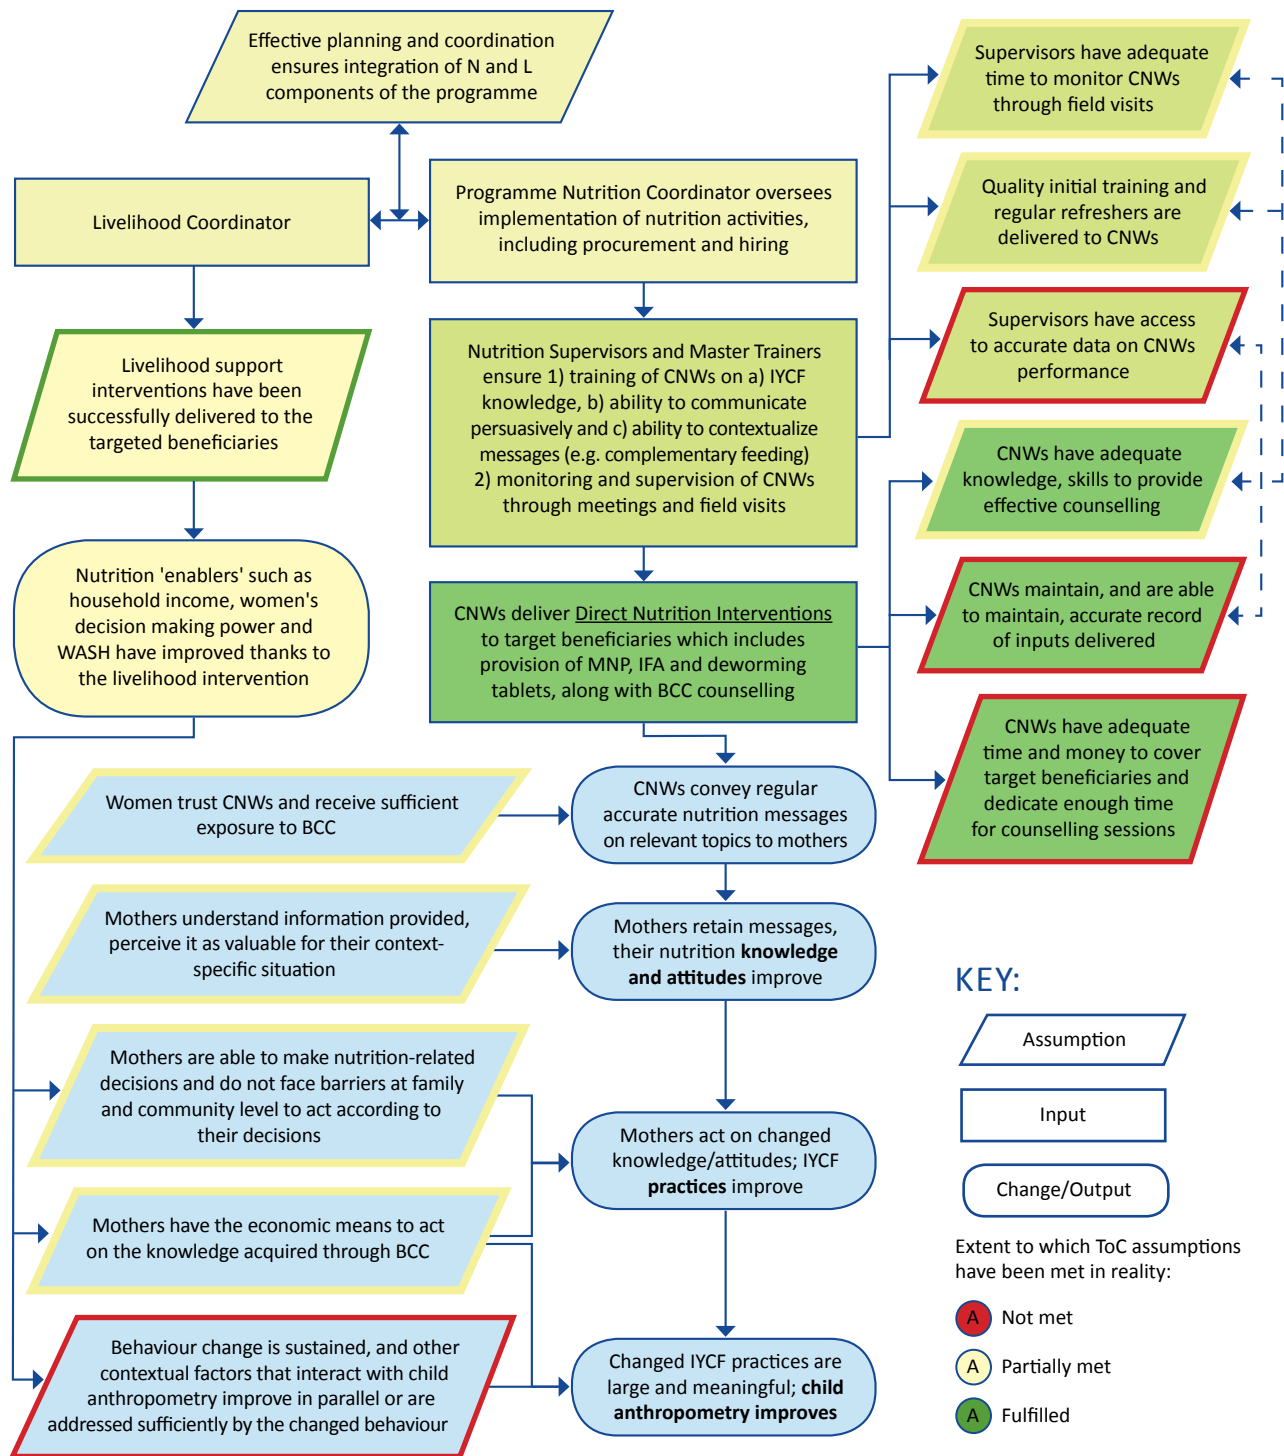 Effective planning and coordination
ensures integration of N and L
components of the programme
Livelihood Coordinator
Programme Nutrition Coordinator oversees
implementation of nutrition activities,
including procurement and hiring
Supervisors have adequate
time to monitor CNWs
through field visits
Quality initial training and
regular refreshers are
delivered to CNWs
Supervisors have access
to accurate data on CNWs
performance
Livelihood support
interventions have been
successfully delivered to the
targeted beneficiaries
Nutrition Supervisors and Master Trainers
ensure 1) training of CNWs on a) IYCF
knowledge, b) ability to communicate
persuasively and c) ability to contextualize
messages (e.g. complementary feeding)
2) monitoring and supervision of CNWs
through meetings and field visits
CNWs have adequate
knowledge, skills to provide
effective counselling
CNWs maintain, and are able
to maintain, accurate record
of inputs delivered
CNWs have adequate
time and money to cover
target beneficiaries and
dedicate enough time
for counselling sessions
Nutrition 'enablers' such as
household income, women's
decision making power and
WASH have improved thanks to
the livelihood intervention
CNWs deliver Direct Nutrition Interventions
to target beneficiaries which includes
provision of MNP, IFA and deworming
tablets, along with BCC counselling
Women trust CNWs and receive sufficient
exposure to BCC
CNWs convey regular
accurate nutrition messages
on relevant topics to mothers
Mothers understand information provided,
perceive it as valuable for their context-
specific situation
Mothers retain messages,
their nutrition knowledge
and attitudes improve
Mothers are able to make nutrition-related
decisions and do not face barriers at family
and community level to act according to
their decisions
Mothers act on changed
knowledge/attitudes; IYCF
practices improve
Mothers have the economic means to act
on the knowledge acquired through BCC
Behaviour change is sustained, and other
contextual factors that interact with child
anthropometry improve in parallel or are
addressed sufficiently by the changed behaviour
Changed IYCF practices are
large and meaningful; child
anthropometry improves
KEY:
Assumption
Input
Change/Output
Extent to which ToC assumptions
have been met in reality:
A Not met
A Partially met
A Fulfilled